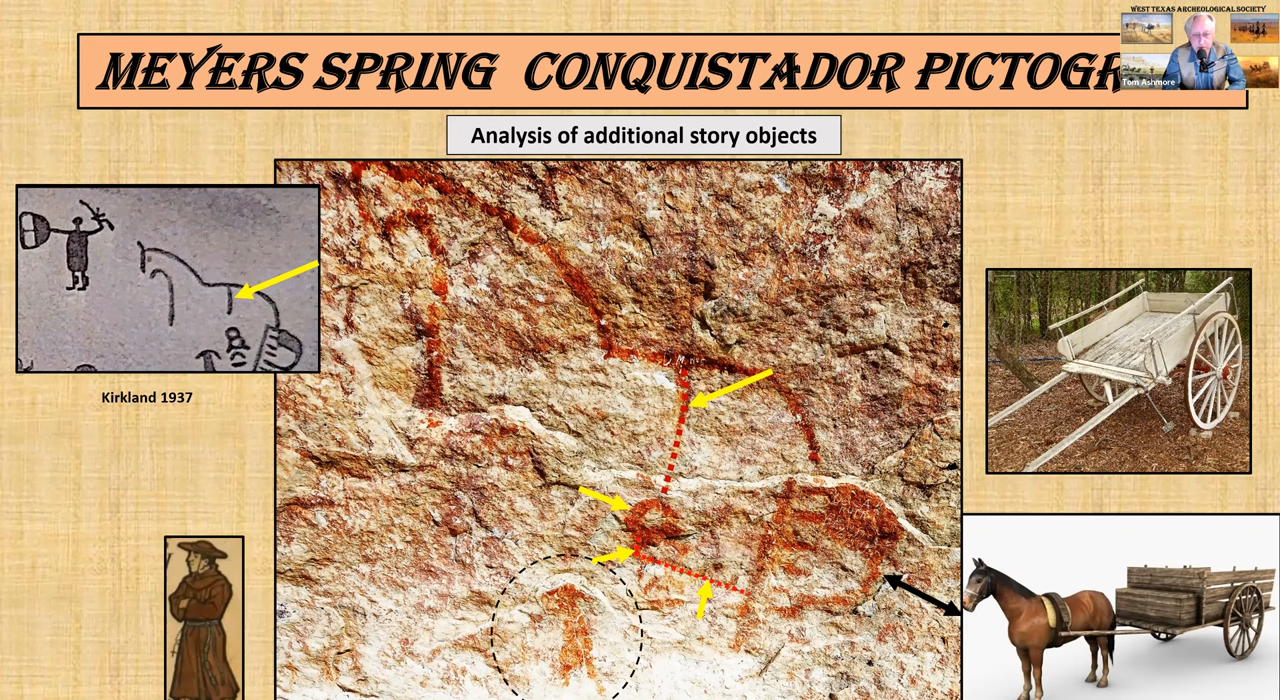 WEST TEXAS ARCHEOLOGICAL SOCIETY
Tom Ashmore
MEYERS SPRING CONQUISTADOR PICTOGR
Analysis of additional story objects
Kirkland 1937